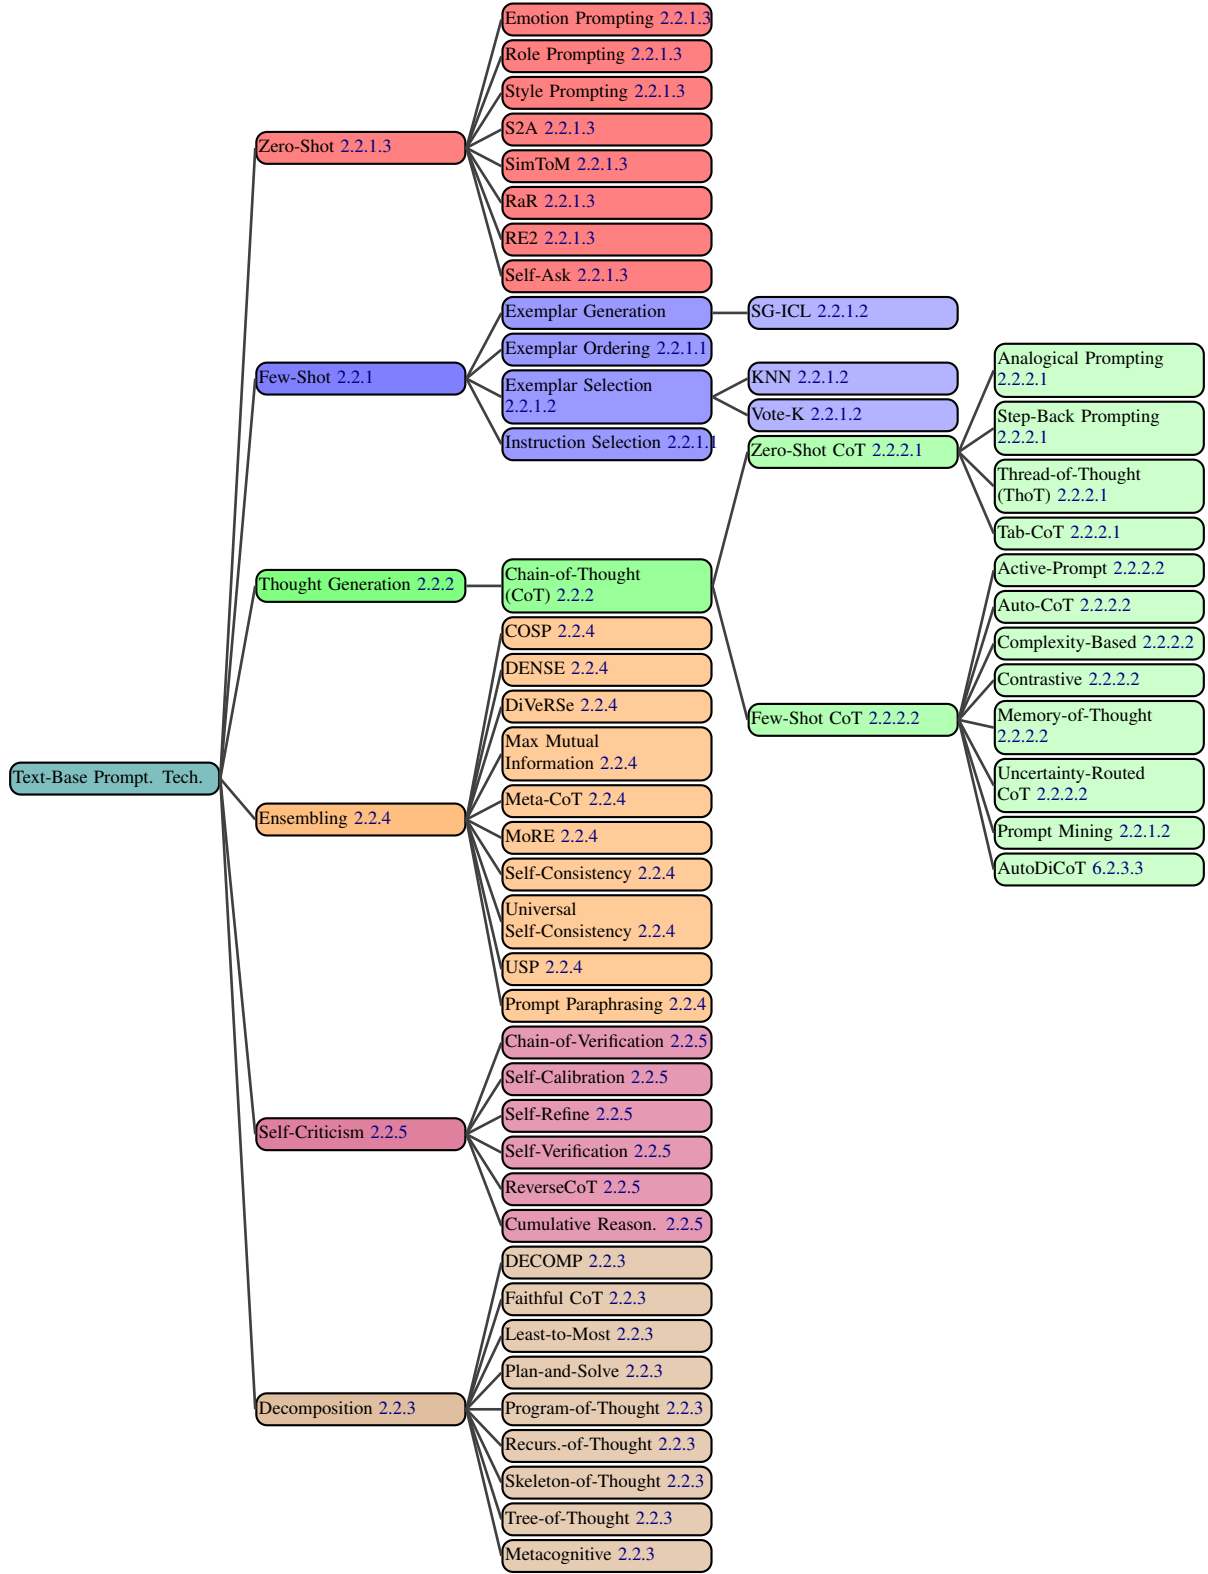 Text-Base Prompt. Tech.
Zero-Shot 2.2.1.3
Emotion Prompting 2.2.1.3
Role Prompting 2.2.1.3
Style Prompting 2.2.1.3
S2A 2.2.1.3
SimToM 2.2.1.3
RaR 2.2.1.3
RE2 2.2.1.3
Self-Ask 2.2.1.3
Few-Shot 2.2.1
Exemplar Generation
SG-ICL 2.2.1.2
Exemplar Ordering 2.2.1.1
Exemplar Selection
2.2.1.2
KNN 2.2.1.2
Vote-K 2.2.1.2
Instruction Selection 2.2.1.1
Thought Generation 2.2.2
Chain-of-Thought
(CoT) 2.2.2
Zero-Shot CoT 2.2.2.1
Analogical Prompting
2.2.2.1
Step-Back Prompting
2.2.2.1
Thread-of-Thought
(ThoT) 2.2.2.1
Tab-CoT 2.2.2.1
Few-Shot CoT 2.2.2.2
Active-Prompt 2.2.2.2
Auto-CoT 2.2.2.2
Complexity-Based 2.2.2.2
Contrastive 2.2.2.2
Memory-of-Thought
2.2.2.2
Uncertainty-Routed
CoT 2.2.2.2
Prompt Mining 2.2.1.2
AutoDiCoT 6.2.3.3
Ensembling 2.2.4
COSP 2.2.4
DENSE 2.2.4
DiVeRSe 2.2.4
Max Mutual
Information 2.2.4
Meta-CoT 2.2.4
MoRE 2.2.4
Self-Consistency 2.2.4
Universal
Self-Consistency 2.2.4
USP 2.2.4
Prompt Paraphrasing 2.2.4
Self-Criticism 2.2.5
Chain-of-Verification 2.2.5
Self-Calibration 2.2.5
Self-Refine 2.2.5
Self-Verification 2.2.5
ReverseCoT 2.2.5
Cumulative Reason. 2.2.5
Decomposition 2.2.3
DECOMP 2.2.3
Faithful CoT 2.2.3
Least-to-Most 2.2.3
Plan-and-Solve 2.2.3
Program-of-Thought 2.2.3
Recurs.-of-Thought 2.2.3
Skeleton-of-Thought 2.2.3
Tree-of-Thought 2.2.3
Metacognitive 2.2.3